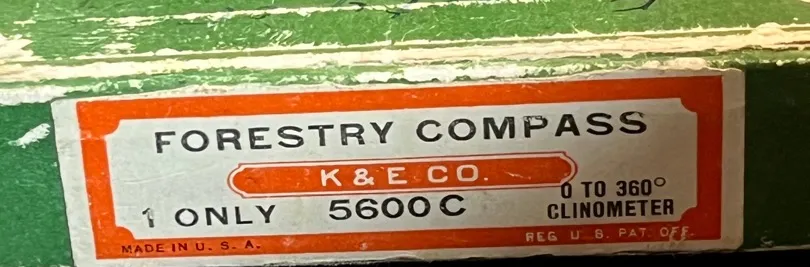 FORESTRY COMPASS
K & E CO.
0 TO 360°
1 ONLY 5600C CLINOMETER
MADE IN U. S. A. REG. U. S. PAT. OFF.